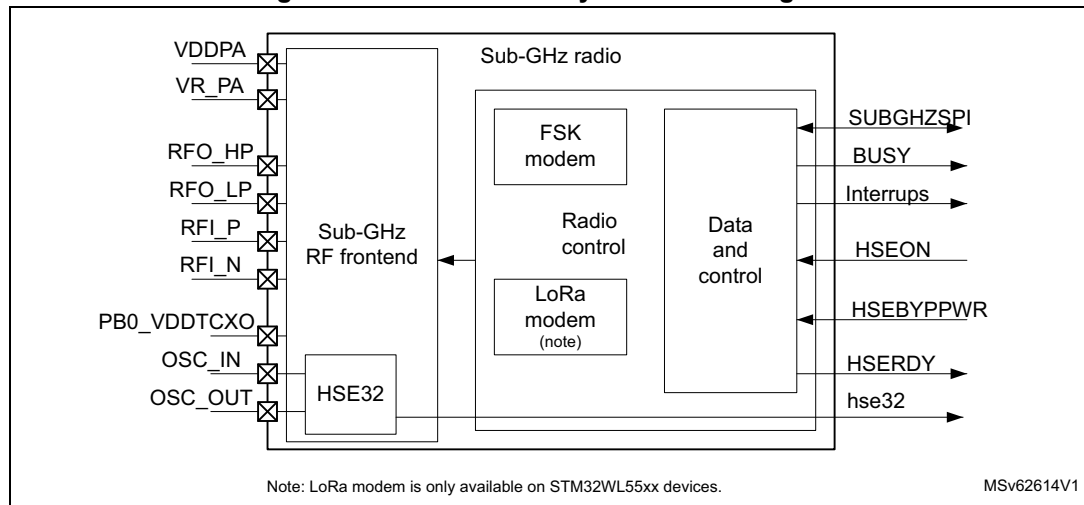 VDDPA
VR_PA
RFO_HP
RFO_LP
RFI_P
RFI_N
PB0_VDDTCXO
OSC_IN
OSC_OUT
Sub-GHz
RF frontend
HSE32
Sub-GHz radio
FSK
modem
Radio
control
LoRa
modem
(note)
Data
and
control
SUBGHZSPI
BUSY
Interrups
HSEON
HSEBYPPWR
HSERDY
hse32
Note: LoRa modem is only available on STM32WL55xx devices.
MSv62614V1